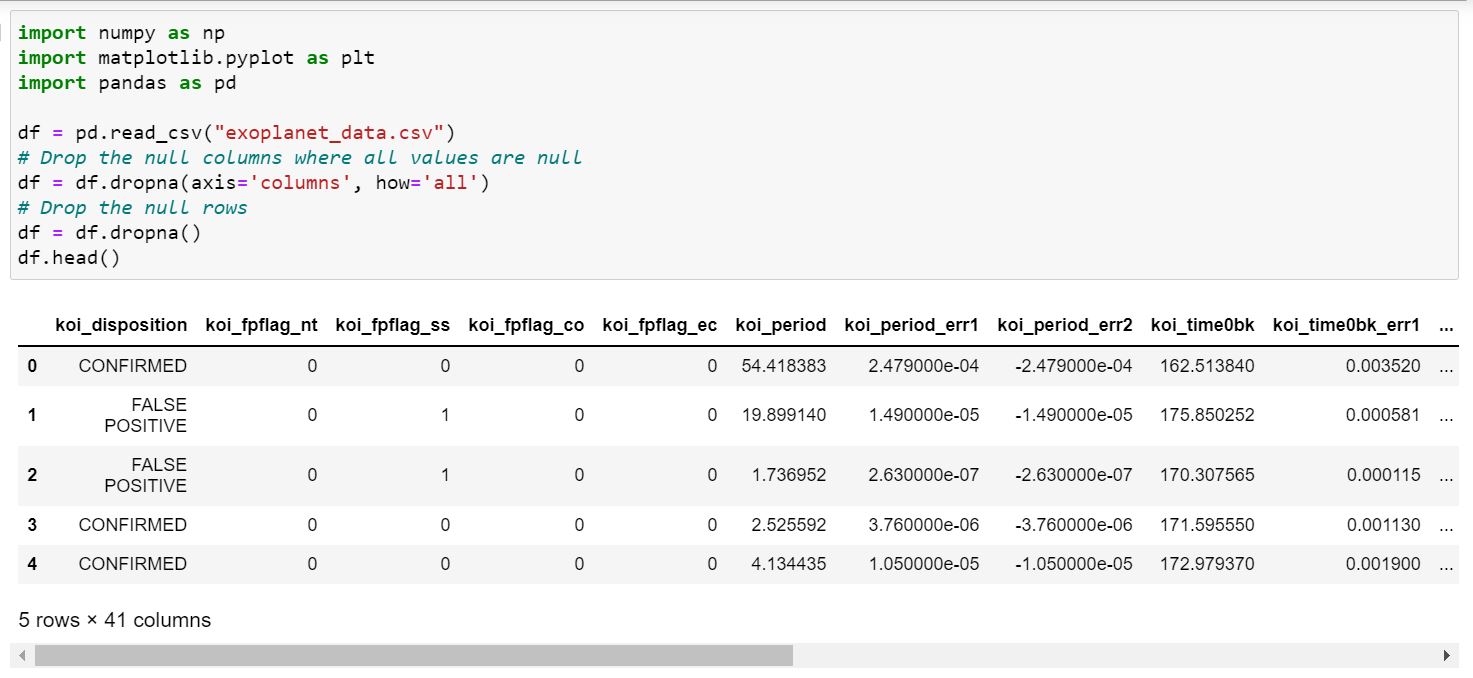 import numpy as np
import matplotlib.pyplot as plt
import pandas as pd
df = pd.read_csv("exoplanet_data.csv")
# Drop the null columns where all values are null
df = df.dropna(axis='columns', how='all')
# Drop the null rows
df = df.dropna()
df.head()
koi_disposition koi_fpflag_nt koi_fpflag_ss koi_fpflag_co koi_fpflag_ec koi_period koi_period_err1 koi_period_err2 koi_time0bk koi_time0bk_err1 ...
0 CONFIRMED 0 0 0 0 54.418383 2.479000e-04 -2.479000e-04 162.513840 0.003520 ...
1 FALSE POSITIVE 0 1 0 0 19.899140 1.490000e-05 -1.490000e-05 175.850252 0.000581 ...
2 FALSE POSITIVE 0 1 0 0 1.736952 2.630000e-07 -2.630000e-07 170.307565 0.000115 ...
3 CONFIRMED 0 0 0 0 2.525592 3.760000e-06 -3.760000e-06 171.595550 0.001130 ...
4 CONFIRMED 0 0 0 0 4.134435 1.050000e-05 -1.050000e-05 172.979370 0.001900 ...
5 rows × 41 columns